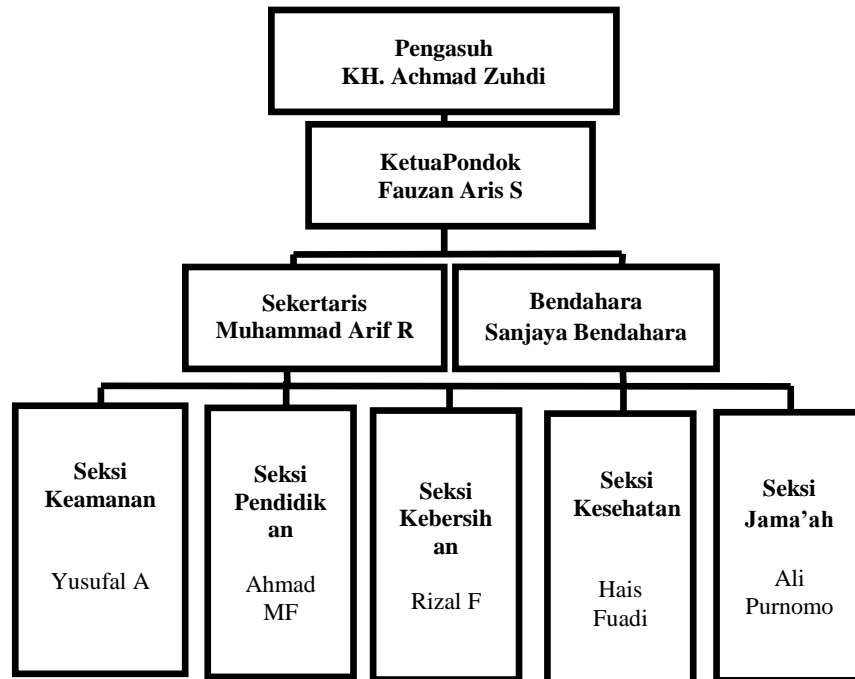 Pengasuh
KH. Achmad Zuhdi
KetuaPondok
Fauzan Aris S
Sekertaris
Muhammad Arif R
Bendahara
Sanjaya Bendahara
Seksi
Keamanan
Yusufal A
Seksi
Pendidik
an
Ahmad
MF
Seksi
Kebersih
an
Rizal F
Seksi
Kesehatan
Hais
Fuadi
Seksi
Jama’ah
Ali
Purnomo